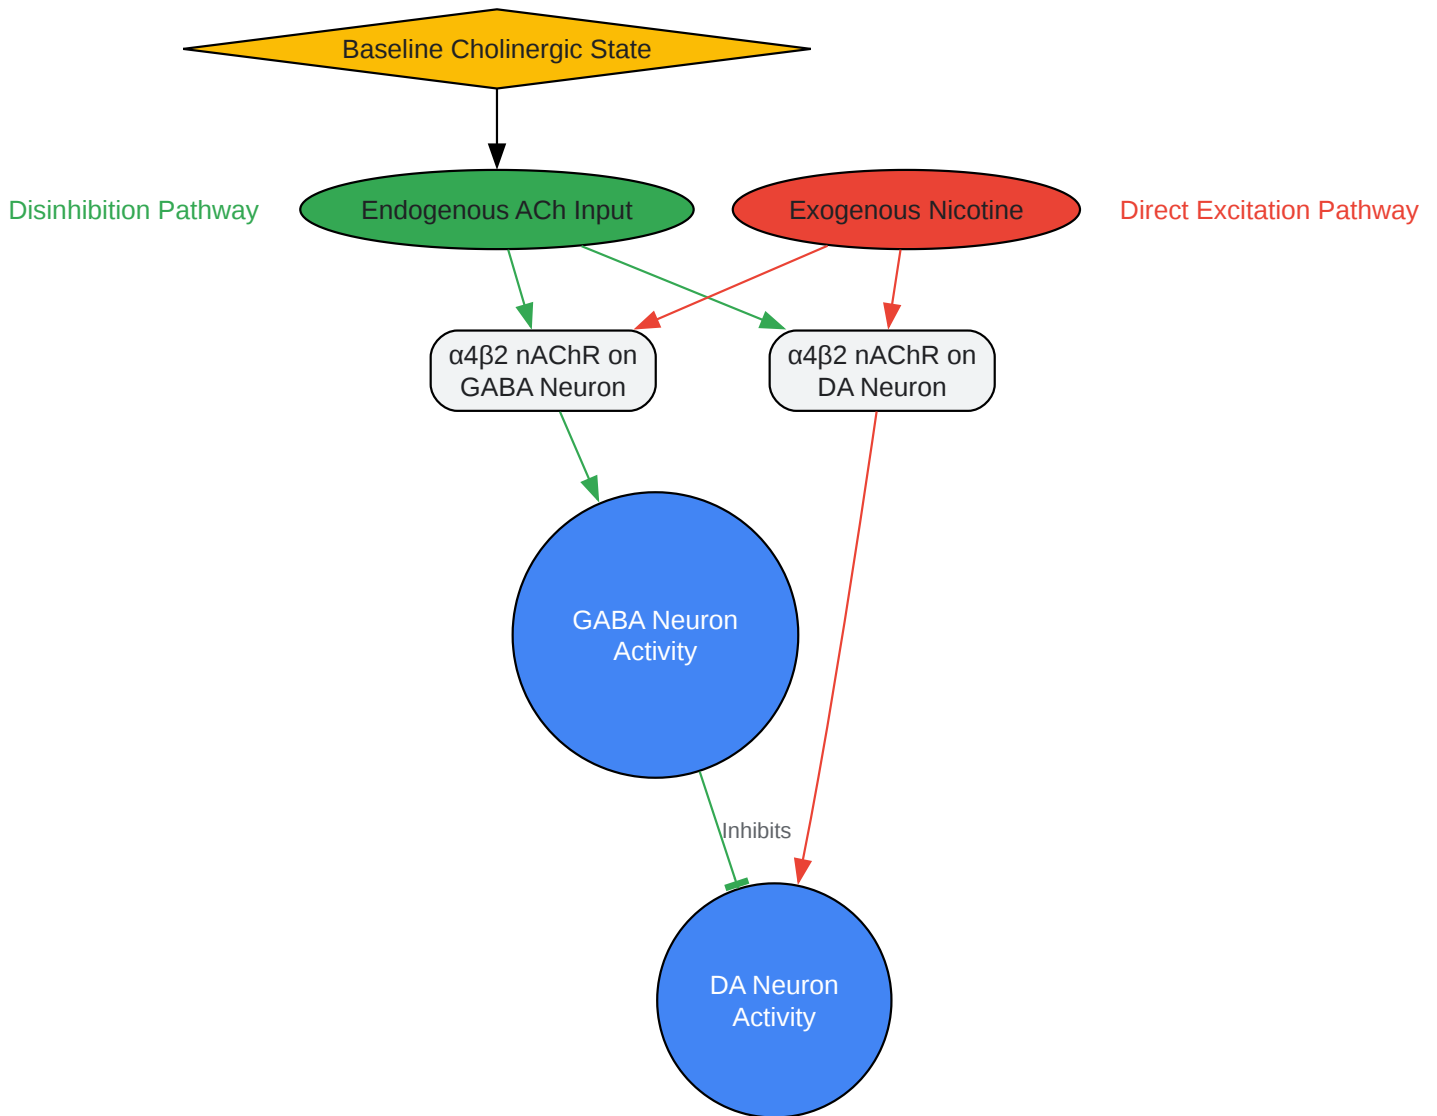 Baseline Cholinergic State
Disinhibition Pathway
Endogenous ACh Input
Exogenous Nicotine
Direct Excitation Pathway
α4β2 nAChR on
GABA Neuron
α4β2 nAChR on
DA Neuron
GABA Neuron
Activity
Inhibits
DA Neuron
Activity